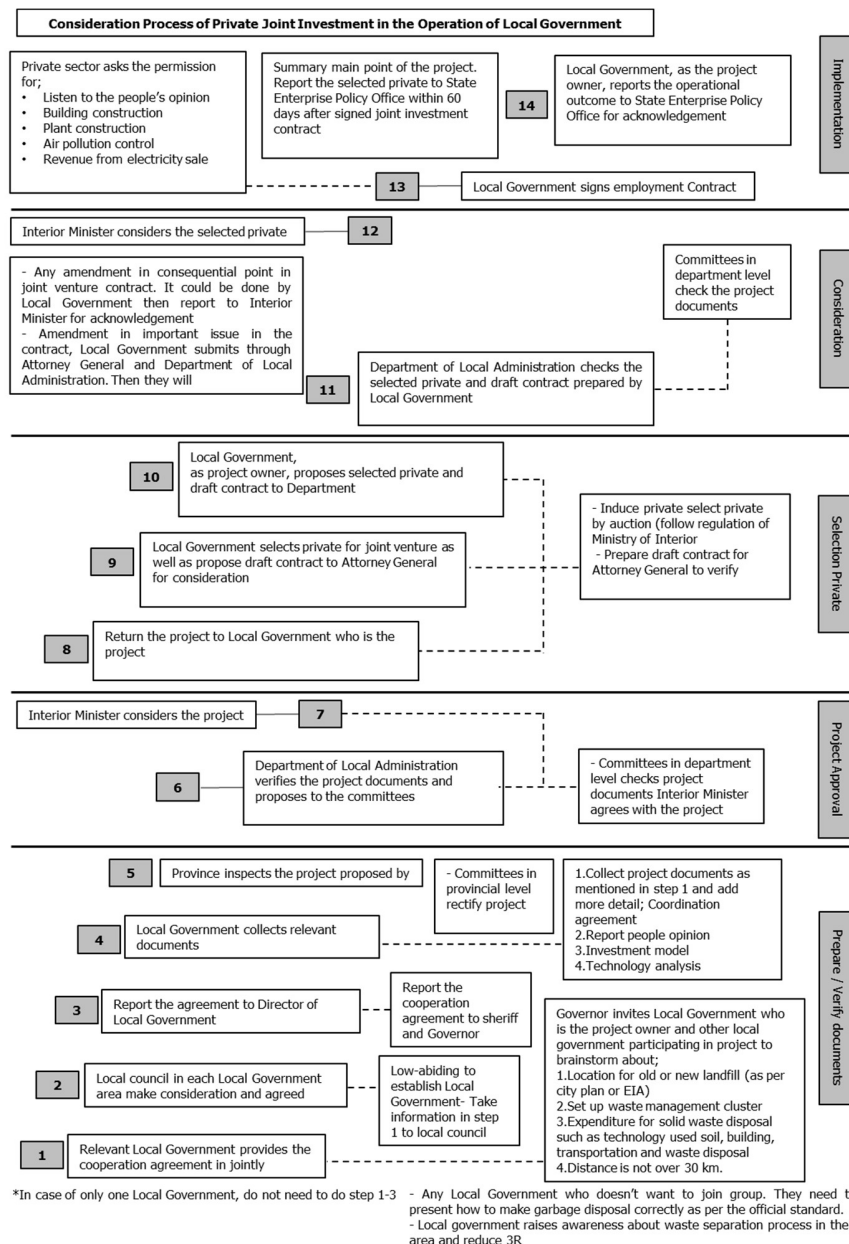 Consideration Process of Private Joint Investment in the Operation of Local Government
Private sector asks the permission
for;
• Listen to the people's opinion
• Building construction
• Plant construction
• Air pollution control
• Revenue from electricity sale
Summary main point of the project.
Report the selected private to State
Enterprise Policy Office within 60
days after signed joint investment
contract
14
Local Government, as the project
owner, reports the operational
outcome to State Enterprise Policy
Office for acknowledgement
Implementation
13
Local Government signs employment Contract
Interior Minister considers the selected private
12
- Any amendment in consequential point in
joint venture contract. It could be done by
Local Government then report to Interior
Minister for acknowledgement
- Amendment in important issue in the
contract, Local Government submits through
Attorney General and Department of Local
Administration. Then they will
Committees in
department level
check the project
documents
Consideration
11
Department of Local Administration checks the
selected private and draft contract prepared by
Local Government
10
Local Government,
as project owner, proposes selected private and
draft contract to Department
9
Local Government selects private for joint venture as
well as propose draft contract to Attorney General
for consideration
- Induce private select private
by auction (follow regulation of
Ministry of Interior
- Prepare draft contract for
Attorney General to verify
Selection Private
8
Return the project to Local Government who is the
project
Interior Minister considers the project
7
6
Department of Local Administration
verifies the project documents and
proposes to the committees
- Committees in department
level checks project
documents Interior Minister
agrees with the project
Project Approval
5
Province inspects the project proposed by
- Committees in
provincial level
rectify project
1.Collect project documents as
mentioned in step 1 and add
more detail; Coordination
agreement
2.Report people opinion
3.Investment model
4.Technology analysis
4
Local Government collects relevant
documents
3
Report the agreement to Director of
Local Government
Report the
cooperation
agreement to sheriff
and Governor
Prepare / Verify documents
2
Local council in each Local Government
area make consideration and agreed
Low-abiding to
establish Local
Government- Take
information in step
1 to local council
Governor invites Local Government who
is the project owner and other local
government participating in project to
brainstorm about;
1.Location for old or new landfill (as per
city plan or EIA)
2.Set up waste management cluster
3.Expenditure for solid waste disposal
such as technology used soil, building,
transportation and waste disposal
4.Distance is not over 30 km.
1
Relevant Local Government provides the
cooperation agreement in jointly
*In case of only one Local Government, do not need to do step 1-3
- Any Local Government who doesn't want to join group. They need t
present how to make garbage disposal correctly as per the official standard.
- Local government raises awareness about waste separation process in the
area and reduce 3R